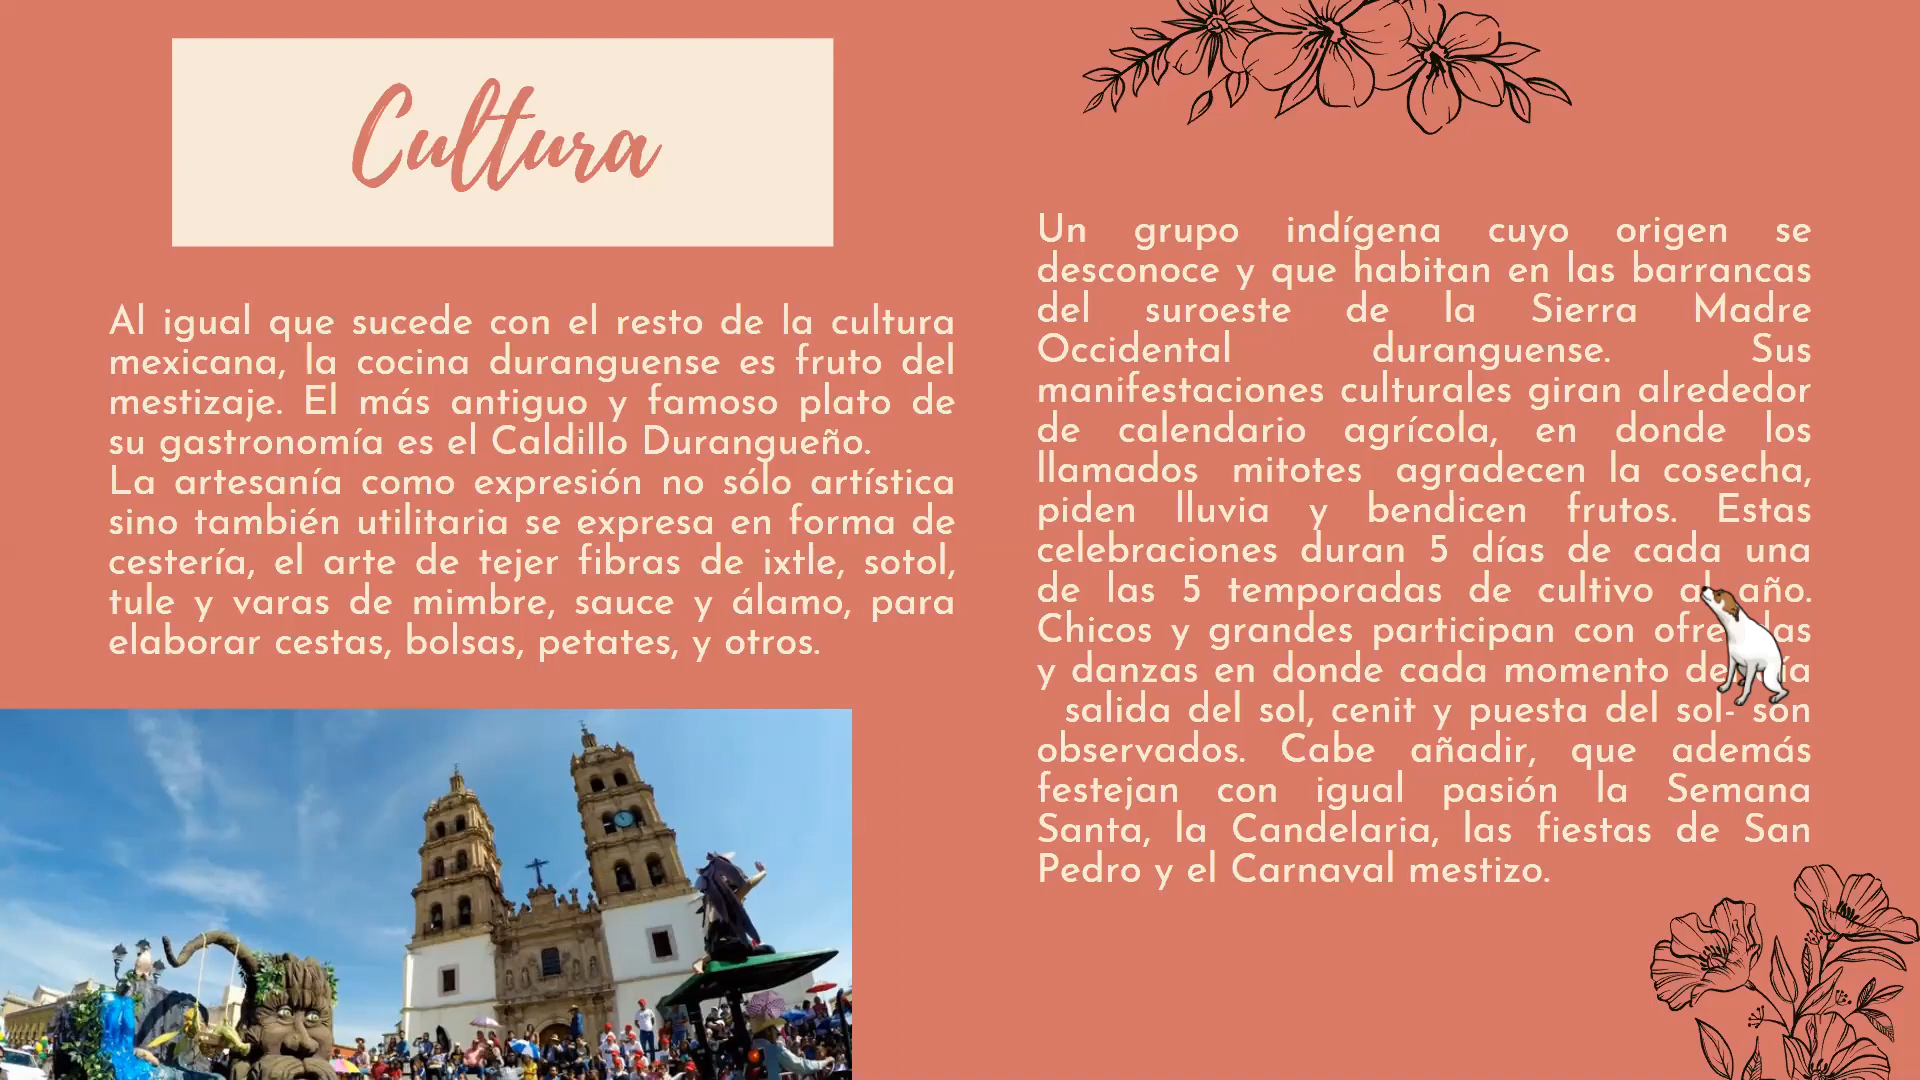 Cultura
Al igual que sucede con el resto de la cultura
mexicana, la cocina duranguense es fruto del
mestizaje. El más antiguo y famoso plato de
su gastronomía es el Caldillo Durangueño.
La artesanía como expresión no sólo artística
sino también utilitaria se expresa en forma de
cestería, el arte de tejer fibras de ixtle, sotol,
tule y varas de mimbre, sauce y álamo, para
elaborar cestas, bolsas, petates, y otros.
Un grupo indígena cuyo origen se
desconoce y que habitan en las barrancas
del suroeste de la Sierra Madre
Occidental duranguense. Sus
manifestaciones culturales giran alrededor
de calendario agrícola, en donde los
llamados mitotes agradecen la cosecha,
piden lluvia y bendicen frutos. Estas
celebraciones duran 5 días de cada una
de las 5 temporadas de cultivo al año.
Chicos y grandes participan con
y danzas en donde cada momento
salida del sol, cenit y puesta del sol- son
observados. Cabe añadir, que además
festejan con igual pasión la Semana
Santa, la Candelaria, las fiestas de San
Pedro y el Carnaval mestizo.